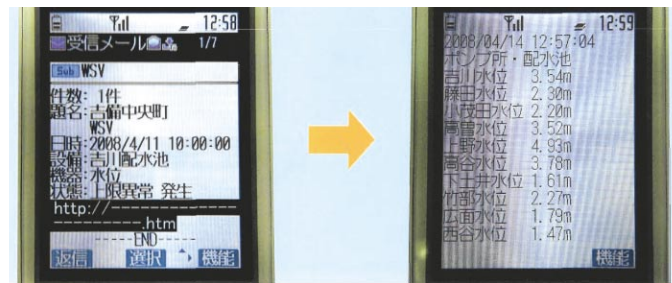 12:58
受信メール 1/7
Sub WSV
件数: 1件
題名:吉備中央町
WSV
日時:2008/4/11 10:00:00
設備:吉川配水池
機器:水位
状態:上限異常 発生
http://---------------
----------.htm
-----END-----
返信 選択 機能
12:59
2008/04/14 12:57:04
ポンプ所・配水池
吉川水位 3.54m
藤田水位 2.30m
小茂田水位 2.20m
高曽水位 3.52m
上野水位 4.93m
高谷水位 3.78m
下土井水位 1.61m
竹部水位 2.27m
広面水位 1.79m
西谷水位 1.47m
機能